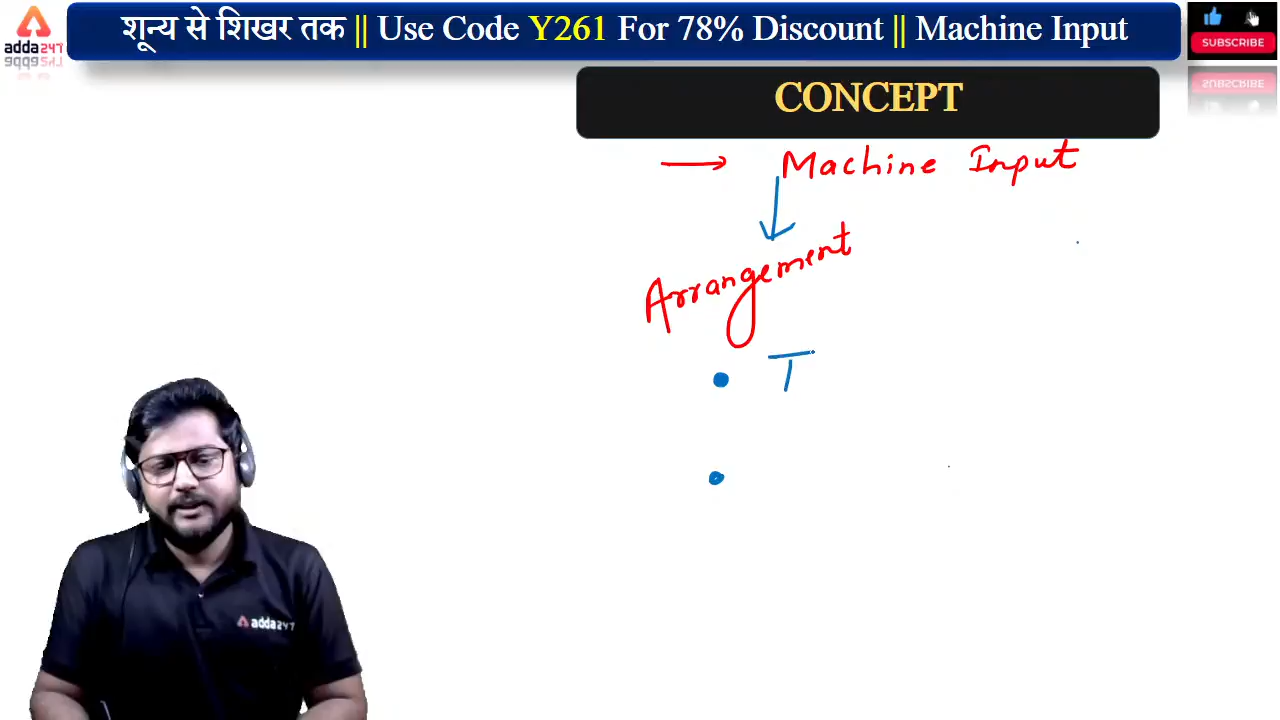 adda247
शून्य से शिखर तक || Use Code Y261 For 78% Discount || Machine Input
SUBSCRIBE
CONCEPT
→ Machine Input
Arrangement
• T
•
adda247